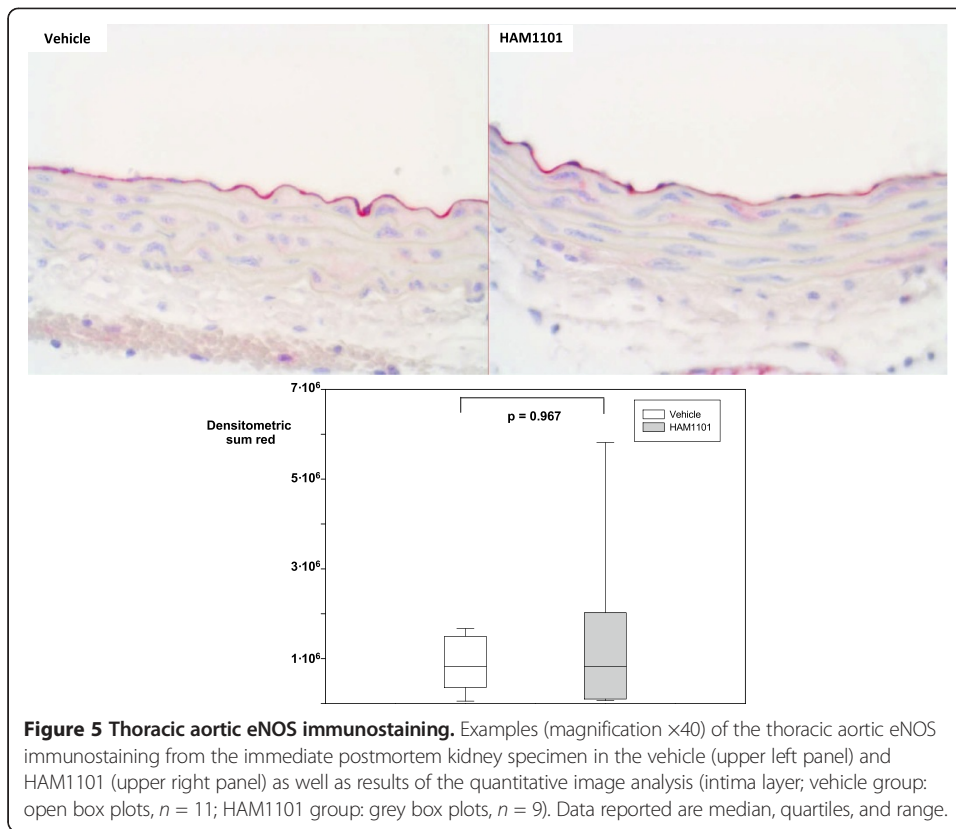 Vehicle
HAM1101
7·10⁶
Densitometric
sum red
p = 0.967
Vehicle
HAM1101
5·10⁶
3·10⁶
1·10⁶
Figure 5 Thoracic aortic eNOS immunostaining. Examples (magnification ×40) of the thoracic aortic eNOS
immunostaining from the immediate postmortem kidney specimen in the vehicle (upper left panel) and
HAM1101 (upper right panel) as well as results of the quantitative image analysis (intima layer; vehicle group:
open box plots, n = 11; HAM1101 group: grey box plots, n = 9). Data reported are median, quartiles, and range.